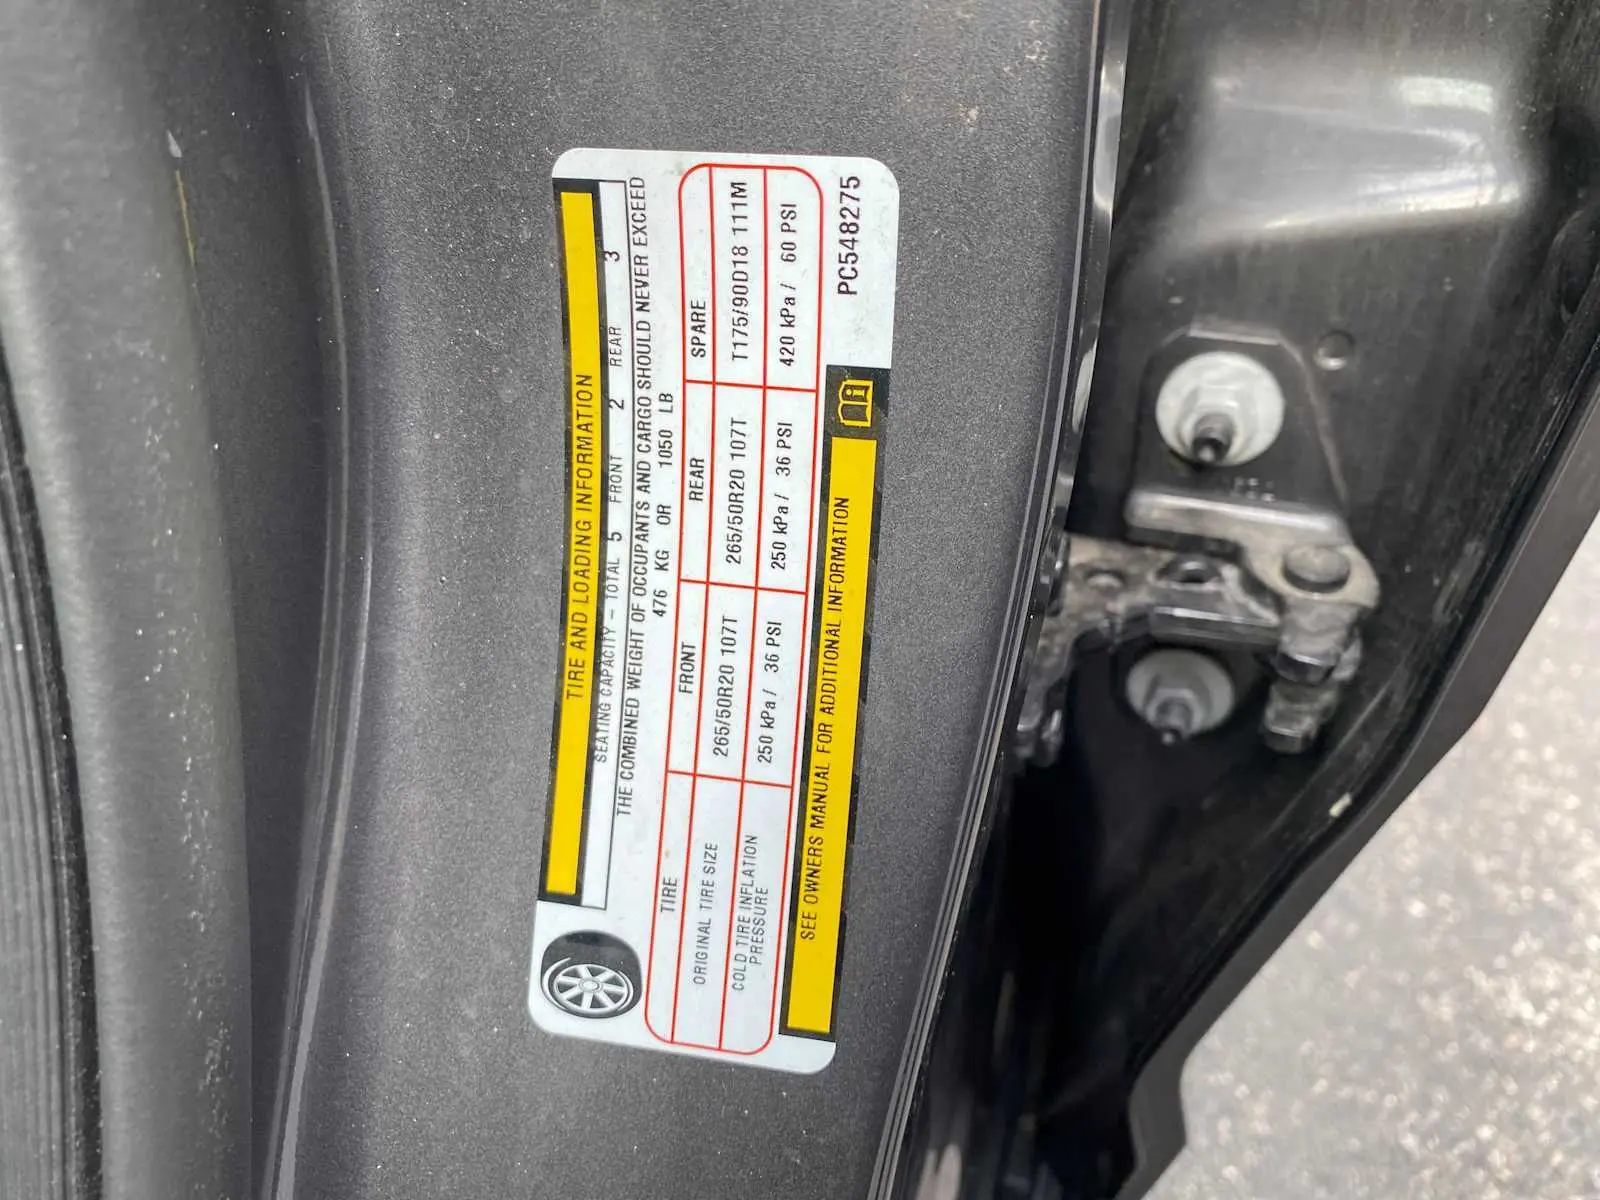 TIRE AND LOADING INFORMATION
SEATING CAPACITY – TOTAL 5 FRONT 2 REAR 3
THE COMBINED WEIGHT OF OCCUPANTS AND CARGO SHOULD NEVER EXCEED
476 KG OR 1050 LB
TIRE FRONT REAR SPARE
ORIGINAL TIRE SIZE 265/50R20 107T 265/50R20 107T T175/90D18 111M
COLD TIRE INFLATION
PRESSURE 250 kPa / 36 PSI 250 kPa / 36 PSI 420 kPa / 60 PSI
SEE OWNERS MANUAL FOR ADDITIONAL INFORMATION
PC548275